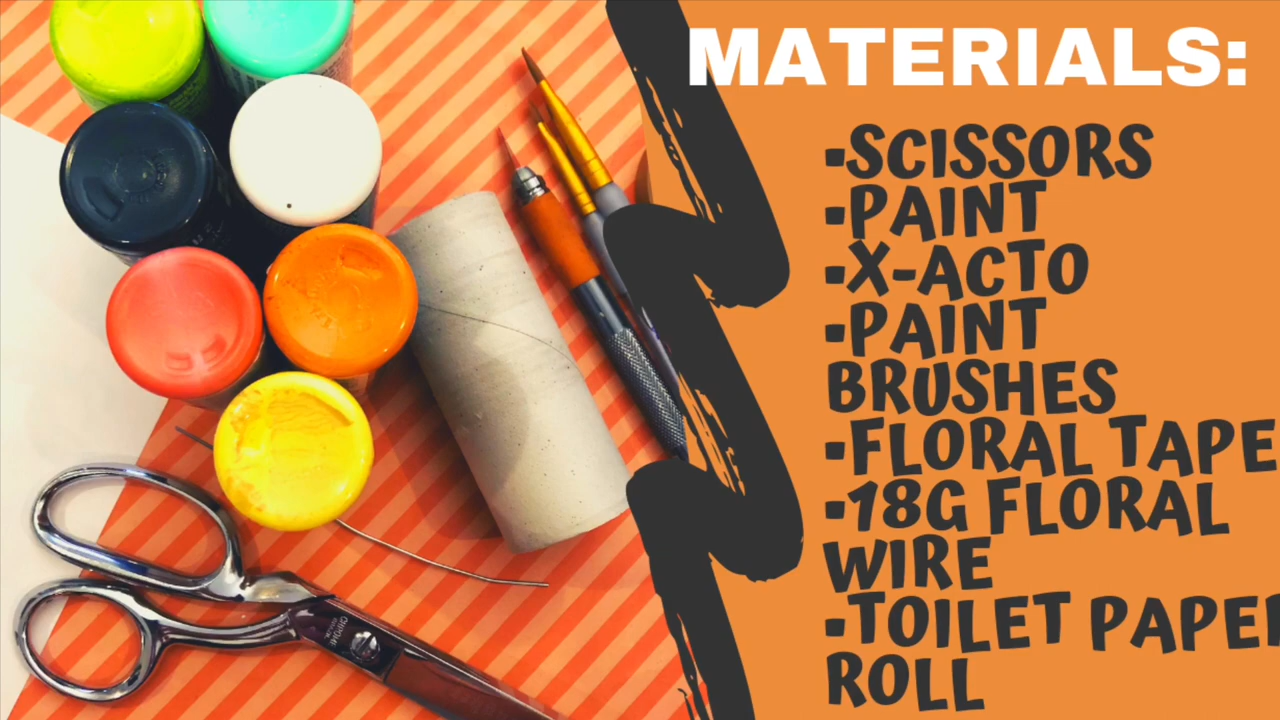 MATERIALS:
-SCISSORS
-PAINT
-X-ACTO
-PAINT
BRUSHES
-FLORAL TAPE
-18G FLORAL
WIRE
-TOILET PAPER
ROLL